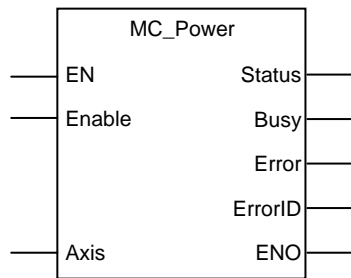 MC_Power
EN Status
Enable Busy
Error
ErrorID
Axis ENO